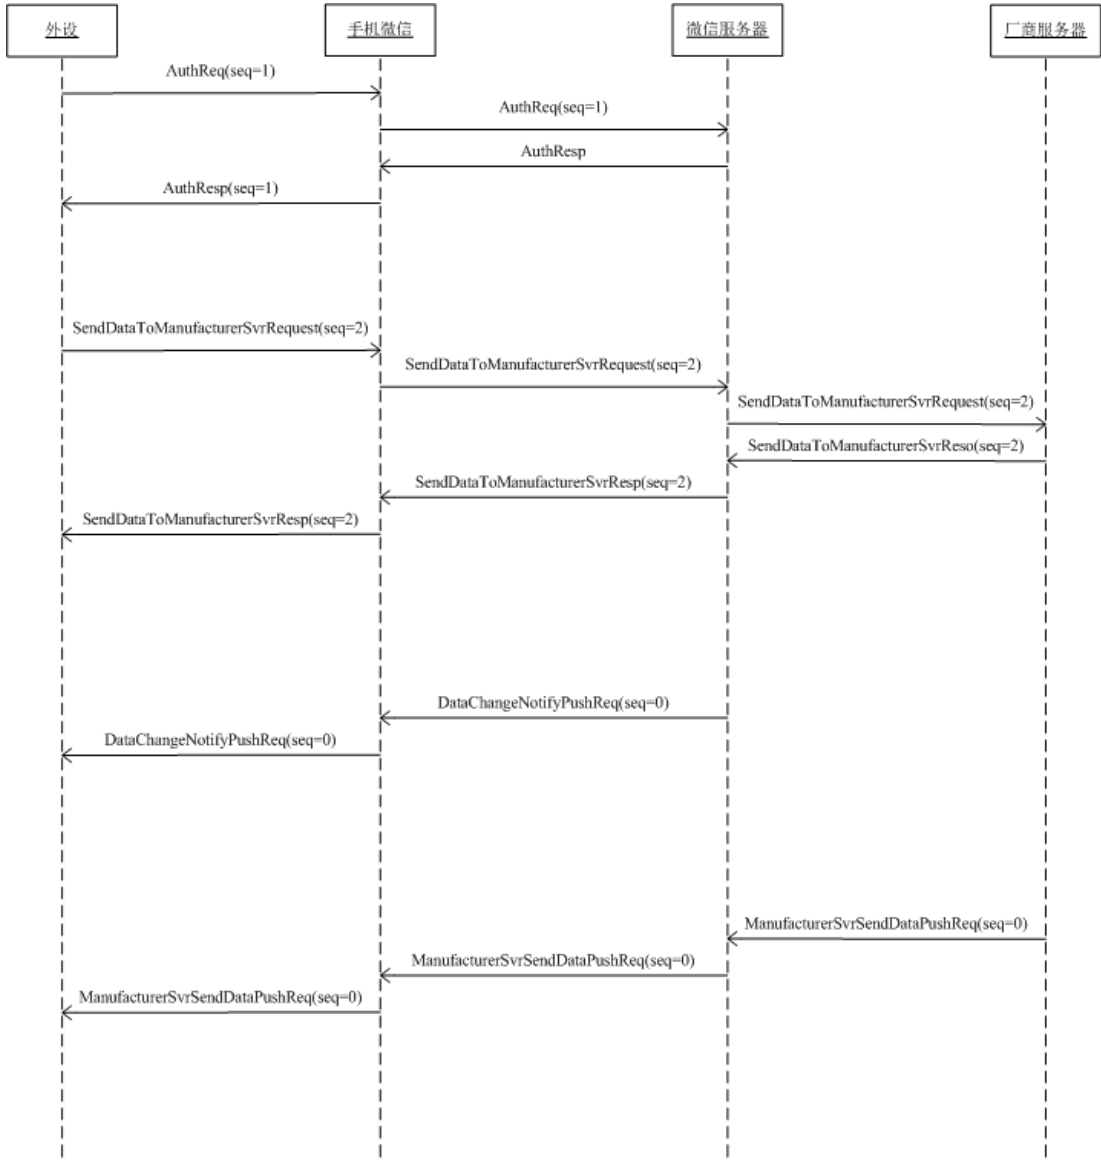 外设
手机微信
微信服务器
厂商服务器
AuthReq(seq=1)
AuthReq(seq=1)
AuthResp
AuthResp(seq=1)
SendDataToManufacturerSvrRequest(seq=2)
SendDataToManufacturerSvrRequest(seq=2)
SendDataToManufacturerSvrRequest(seq=2)
SendDataToManufacturerSvrReso(seq=2)
SendDataToManufacturerSvrResp(seq=2)
SendDataToManufacturerSvrResp(seq=2)
DataChangeNotifyPushReq(seq=0)
DataChangeNotifyPushReq(seq=0)
ManufacturerSvrSendDataPushReq(seq=0)
ManufacturerSvrSendDataPushReq(seq=0)
ManufacturerSvrSendDataPushReq(seq=0)